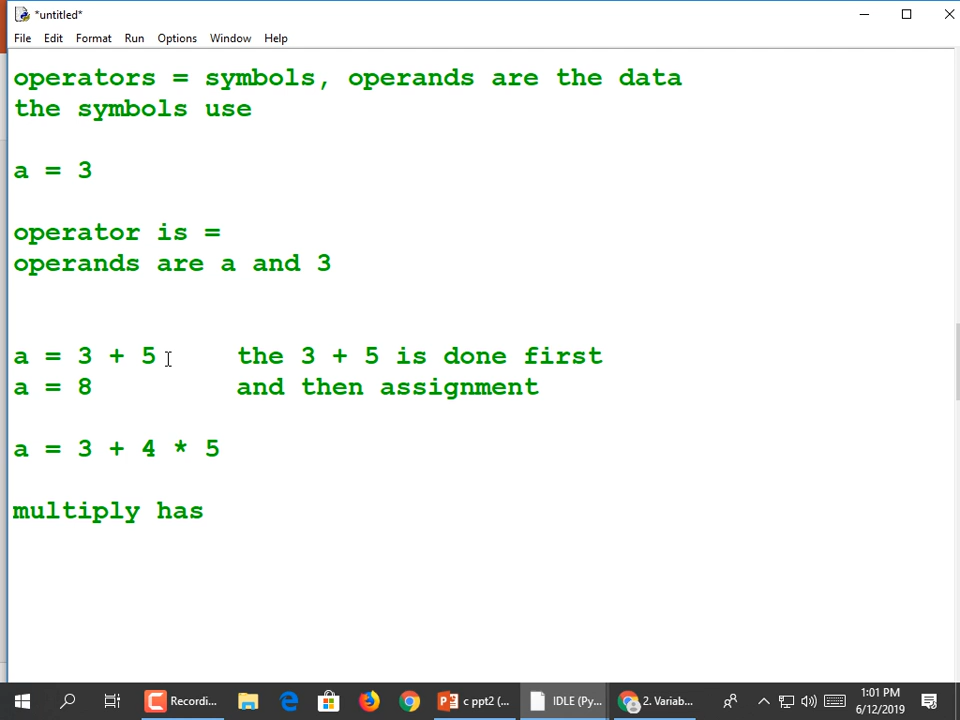 *untitled*
File Edit Format Run Options Window Help
operators = symbols, operands are the data
the symbols use
a = 3
operator is =
operands are a and 3
a = 3 + 5 the 3 + 5 is done first
a = 8 and then assignment
a = 3 + 4 * 5
multiply has
Recordi... c ppt2 (... IDLE (Py... 2. Variab... 1:01 PM
6/12/2019